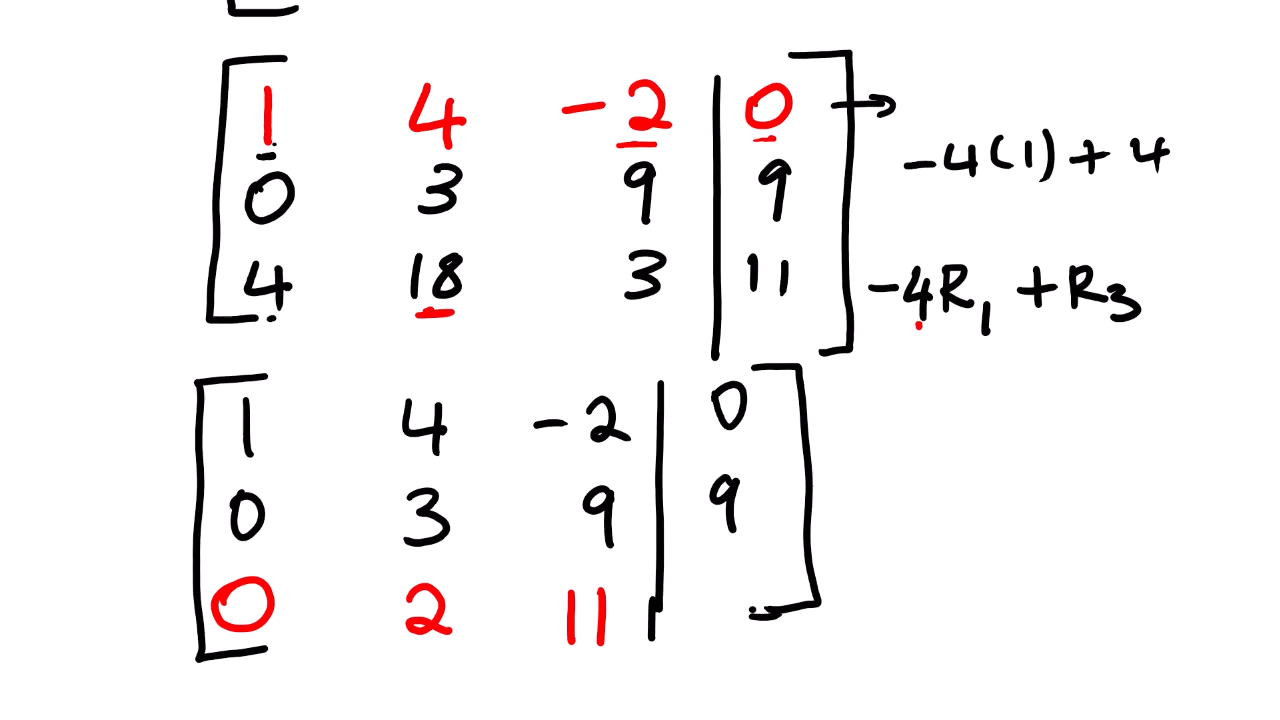 1 4 -2 | 0 →
-4(1) + 4
0 3 9 | 9
4 18 3 | 11
-4R₁ + R₃
1 4 -2 | 0
0 3 9 | 9
0 2 11 |